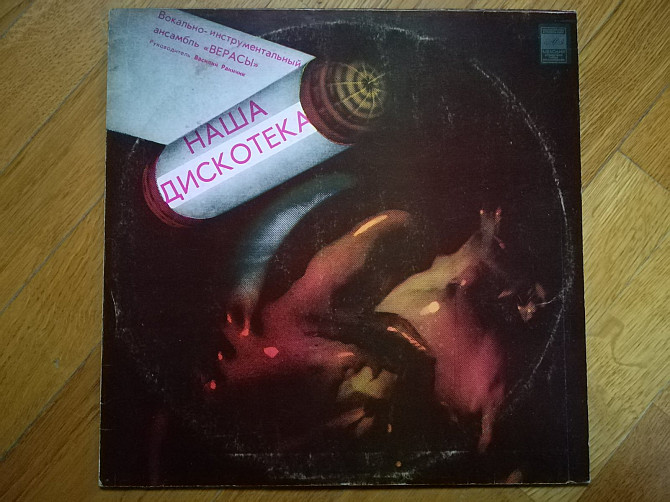 Вокально-инструментальный
ансамбль «ВЕРАСЫ»
Руководитель Василий Раинчик
НАША
ДИСКОТЕКА